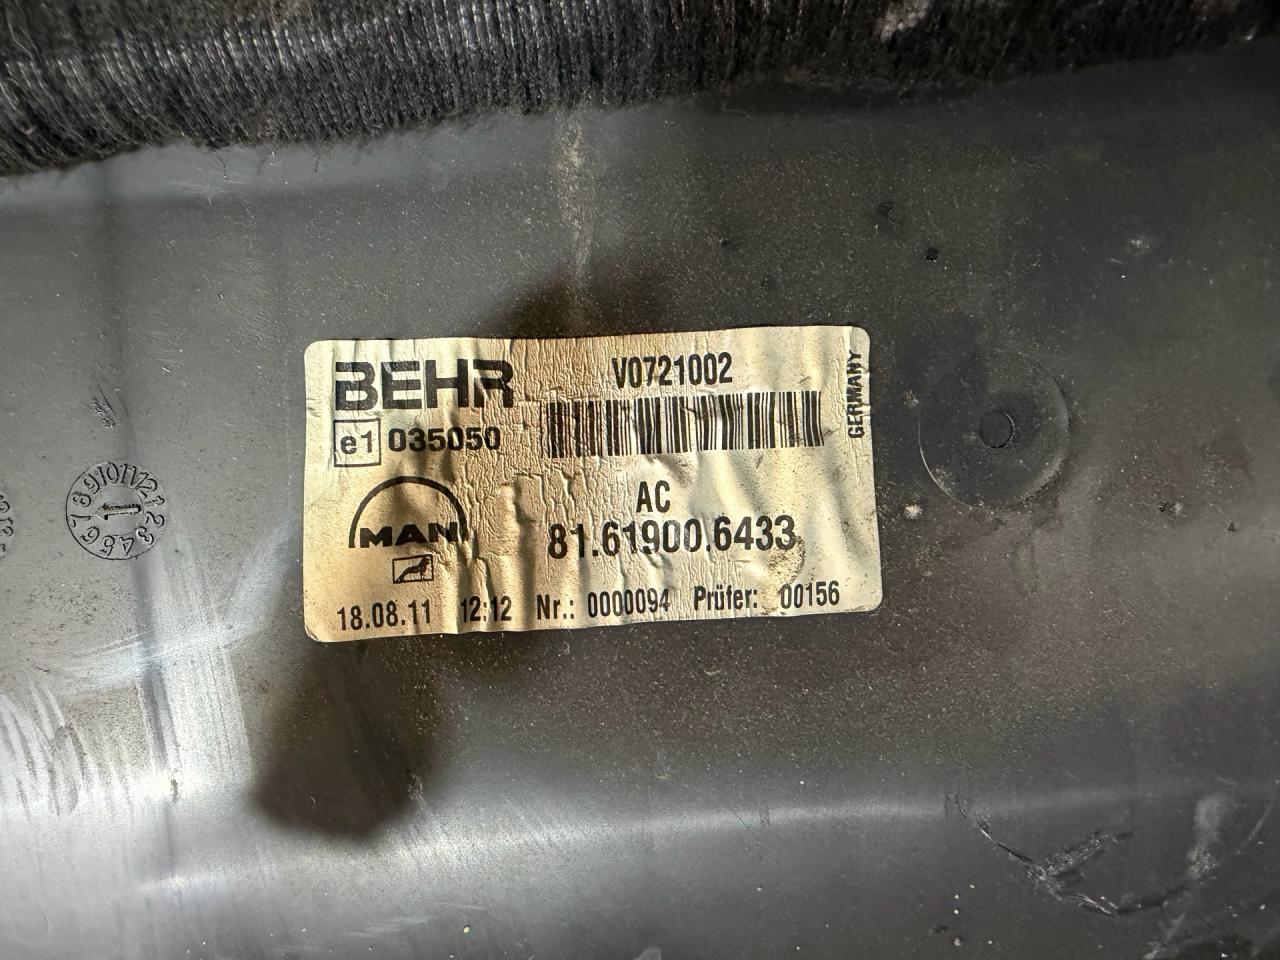 BEHR
V0721002
GERMANY
e1 035050
AC
MAN
81.61900.6433
18.08.11 12:12 Nr.: 0000094 Prüfer: 00156